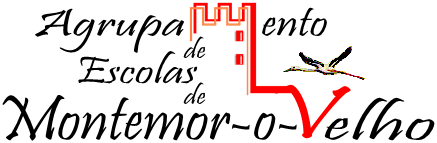 Agrupamento
de
Escolas
de
Montemor-o-Velho